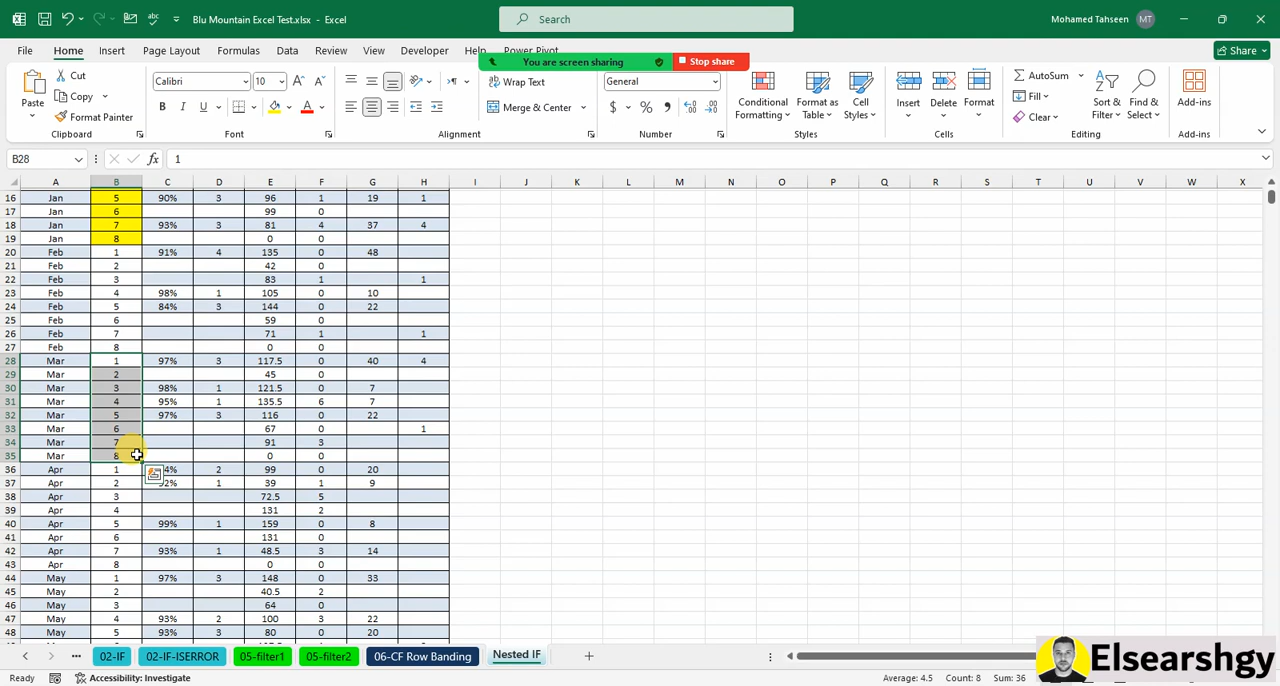 Blu Mountain Excel Test.xlsx - Excel
Search
Mohamed Tahseen MT
File Home Insert Page Layout Formulas Data Review View Developer Help Power Pivot
Share
You are screen sharing Stop share
Paste
Cut
Copy
Format Painter
Clipboard
Calibri 10
B I U
Font
Wrap Text
Merge & Center
Alignment
General
$ %
Number
Conditional Formatting
Format as Table
Cell Styles
Styles
Insert Delete Format
Cells
AutoSum
Fill
Clear
Sort & Filter
Find & Select
Editing
Add-ins
Add-ins
B28 fx 1
A B C D E F G H I J K L M N O P Q R S T U V W X
16 Jan 5 90% 3 96 1 19 1
17 Jan 6 99 0
18 Jan 7 93% 3 81 4 37 4
19 Jan 8 0 0
20 Feb 1 91% 4 135 0 48
21 Feb 2 42 0
22 Feb 3 83 1 1
23 Feb 4 98% 1 105 0 10
24 Feb 5 84% 3 144 0 22
25 Feb 6 59 0
26 Feb 7 71 1 1
27 Feb 8 0 0
28 Mar 1 97% 3 117.5 0 40 4
29 Mar 2 45 0
30 Mar 3 98% 1 121.5 0 7
31 Mar 4 95% 1 135.5 6 7
32 Mar 5 97% 3 116 0 22
33 Mar 6 67 0 1
34 Mar 7 91 3
35 Mar 8 0 0
36 Apr 1 4% 2 99 0 20
37 Apr 2 2% 1 39 1 9
38 Apr 3 72.5 5
39 Apr 4 131 2
40 Apr 5 99% 1 159 0 8
41 Apr 6 131 0
42 Apr 7 93% 1 48.5 3 14
43 Apr 8 0 0
44 May 1 97% 3 148 0 33
45 May 2 40.5 2
46 May 3 64 0
47 May 4 93% 2 100 3 22
48 May 5 93% 3 80 0 20
02-IF 02-IF-ISERROR 05-filter1 05-filter2 06-CF Row Banding Nested IF
Ready Accessibility: Investigate Average: 4.5 Count: 8 Sum: 36
Elsearshgy